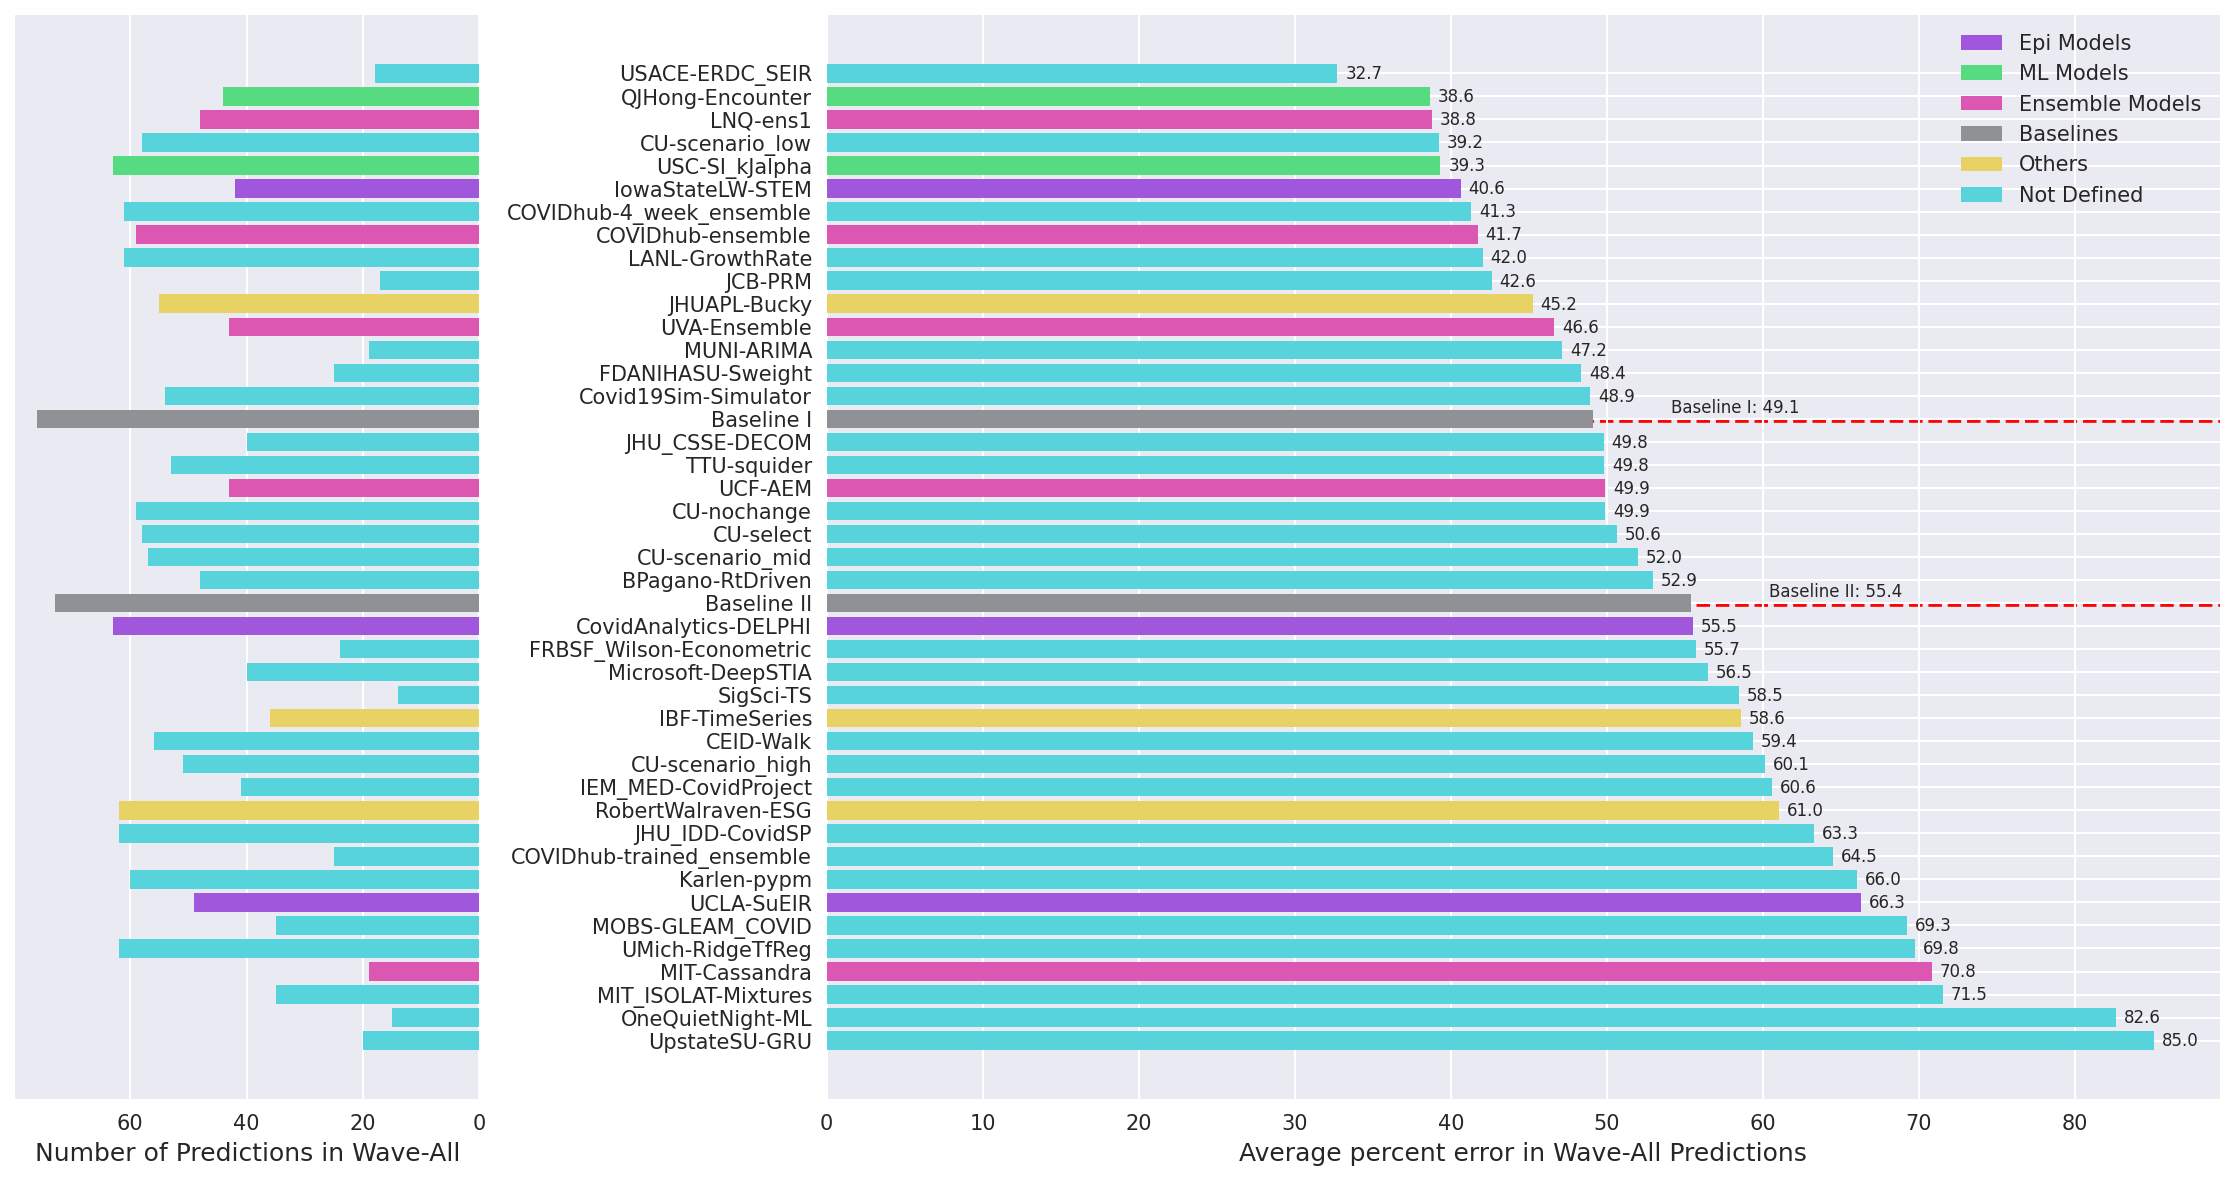 Epi Models
ML Models
Ensemble Models
Baselines
Others
Not Defined
USACE-ERDC_SEIR 32.7
QJHong-Encounter 38.6
LNQ-ens1 38.8
CU-scenario_low 39.2
USC-SI_kJalpha 39.3
IowaStateLW-STEM 40.6
COVIDhub-4_week_ensemble 41.3
COVIDhub-ensemble 41.7
LANL-GrowthRate 42.0
JCB-PRM 42.6
JHUAPL-Bucky 45.2
UVA-Ensemble 46.6
MUNI-ARIMA 47.2
FDANIHASU-Sweight 48.4
Covid19Sim-Simulator 48.9
Baseline I Baseline I: 49.1
JHU_CSSE-DECOM 49.8
TTU-squider 49.8
UCF-AEM 49.9
CU-nochange 49.9
CU-select 50.6
CU-scenario_mid 52.0
BPagano-RtDriven 52.9
Baseline II Baseline II: 55.4
CovidAnalytics-DELPHI 55.5
FRBSF_Wilson-Econometric 55.7
Microsoft-DeepSTIA 56.5
SigSci-TS 58.5
IBF-TimeSeries 58.6
CEID-Walk 59.4
CU-scenario_high 60.1
IEM_MED-CovidProject 60.6
RobertWalraven-ESG 61.0
JHU_IDD-CovidSP 63.3
COVIDhub-trained_ensemble 64.5
Karlen-pypm 66.0
UCLA-SuEIR 66.3
MOBS-GLEAM_COVID 69.3
UMich-RidgeTfReg 69.8
MIT-Cassandra 70.8
MIT_ISOLAT-Mixtures 71.5
OneQuietNight-ML 82.6
UpstateSU-GRU 85.0
60 40 20 0
0 10 20 30 40 50 60 70 80
Number of Predictions in Wave-All
Average percent error in Wave-All Predictions